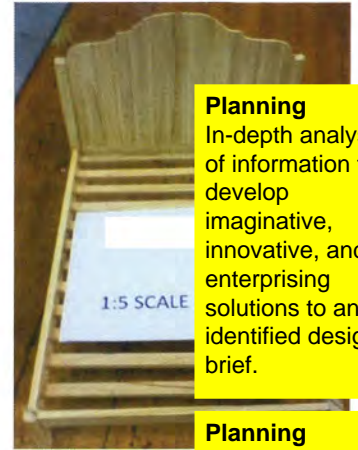 1:5 SCALE
Planning
In-depth analys
of information
develop
imaginative,
innovative, and
enterprising
solutions to an
identified desig
brief.
Planning